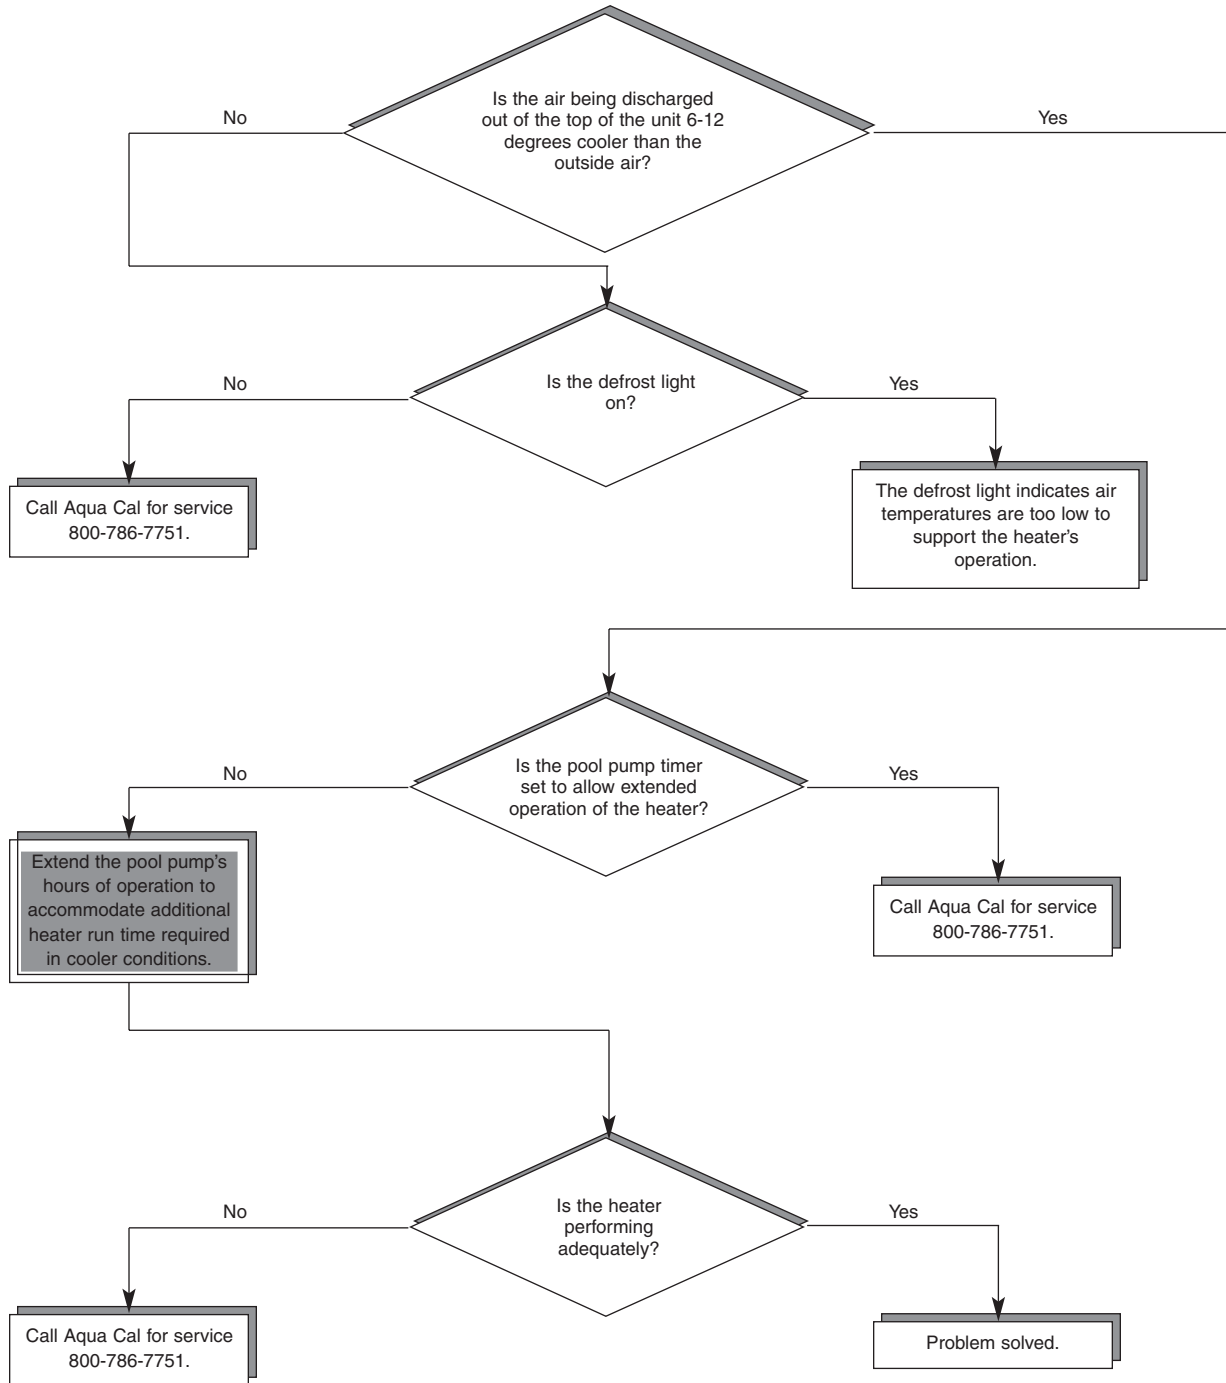 Is the air being discharged
out of the top of the unit 6-12
degrees cooler than the
outside air?
No
Yes
Is the defrost light
on?
No
Yes
Call Aqua Cal for service
800-786-7751.
The defrost light indicates air
temperatures are too low to
support the heater's
operation.
Is the pool pump timer
set to allow extended
operation of the heater?
No
Yes
Extend the pool pump's
hours of operation to
accommodate additional
heater run time required
in cooler conditions.
Call Aqua Cal for service
800-786-7751.
Is the heater
performing
adequately?
No
Yes
Call Aqua Cal for service
800-786-7751.
Problem solved.